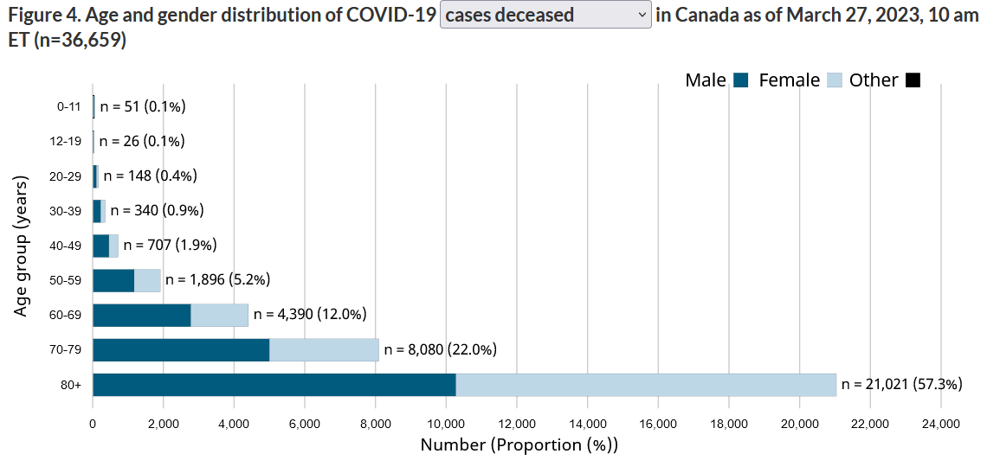 Figure 4. Age and gender distribution of COVID-19 cases deceased in Canada as of March 27, 2023, 10 am
ET (n=36,659)
Male Female Other
Age group (years)
0-11 n = 51 (0.1%)
12-19 n = 26 (0.1%)
20-29 n = 148 (0.4%)
30-39 n = 340 (0.9%)
40-49 n = 707 (1.9%)
50-59 n = 1,896 (5.2%)
60-69 n = 4,390 (12.0%)
70-79 n = 8,080 (22.0%)
80+ n = 21,021 (57.3%)
0 2,000 4,000 6,000 8,000 10,000 12,000 14,000 16,000 18,000 20,000 22,000 24,000
Number (Proportion (%))